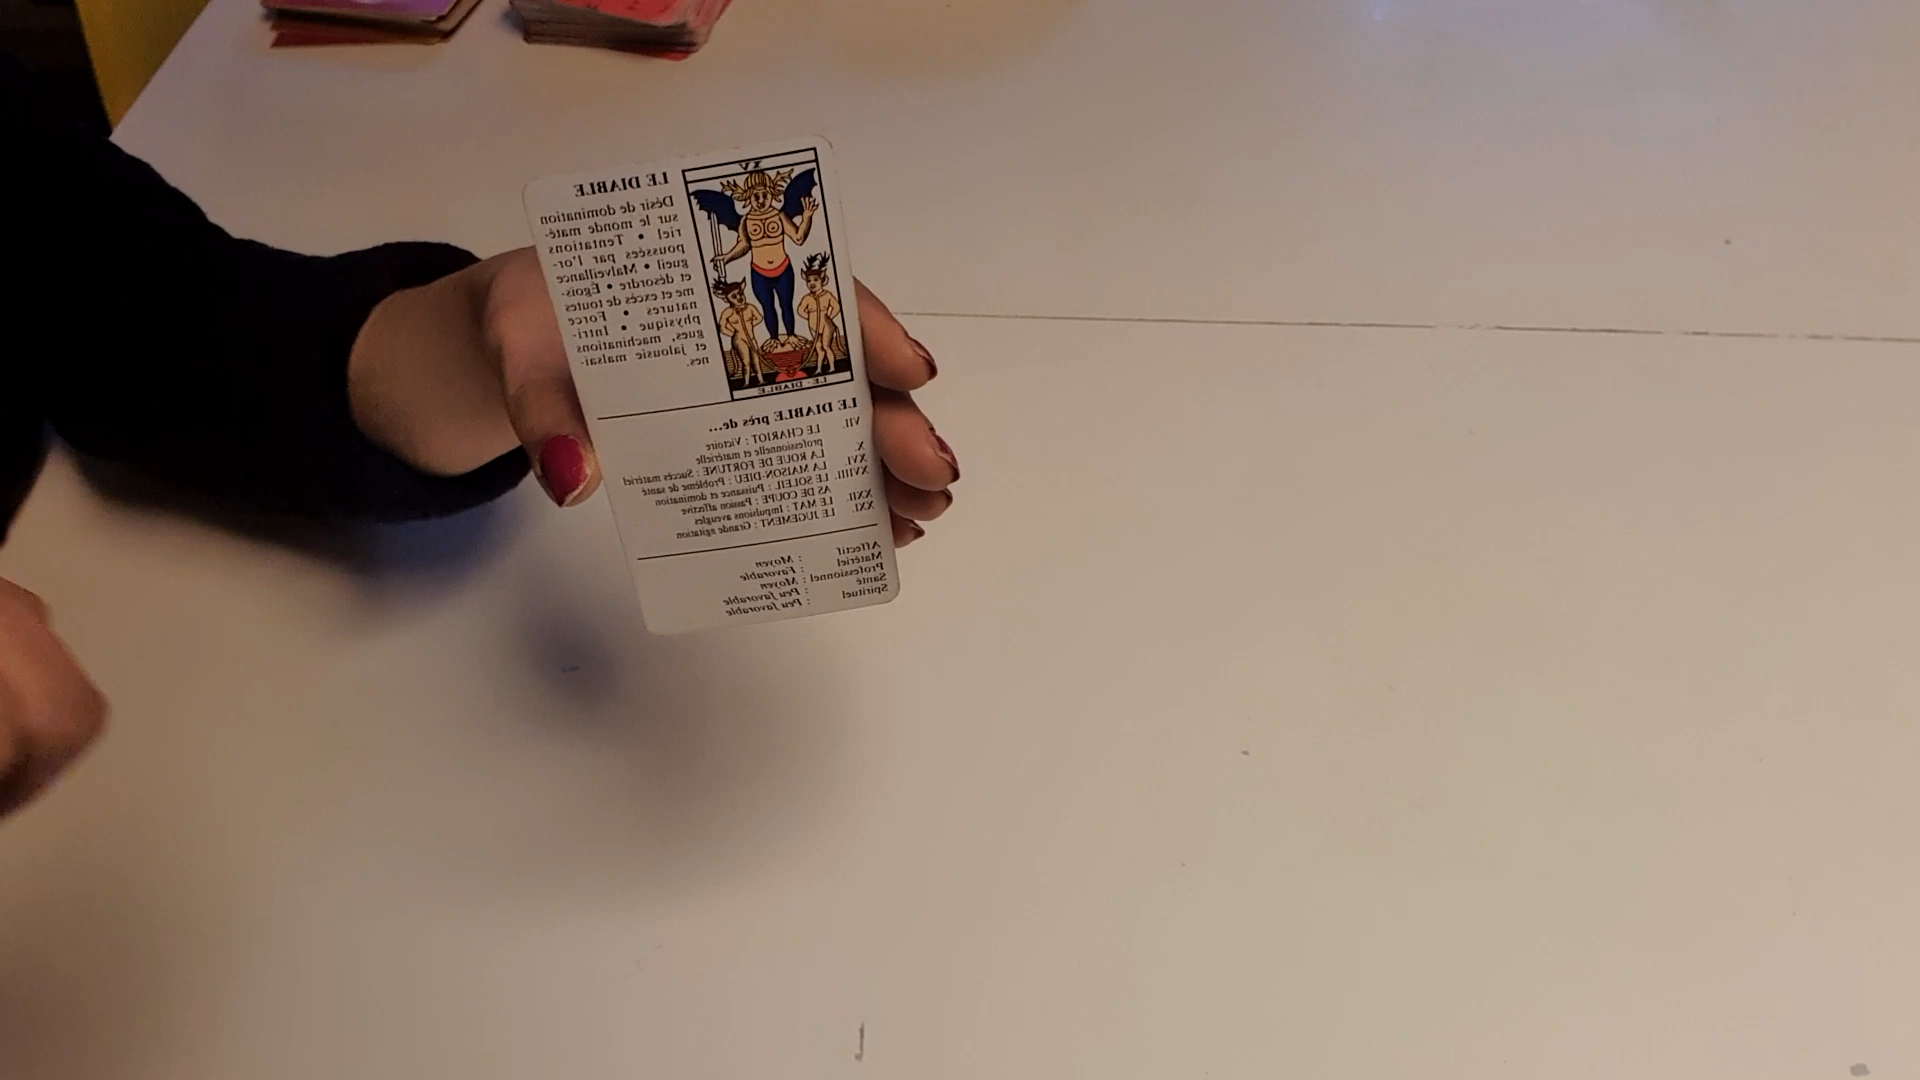 XV
LE DIABLE
Désir de domination
sur le monde maté-
riel • Tentations
poussées par l'or-
gueil • Malveillance
et désordre • Égoïs-
me et excès de toutes
natures • Force
physique • Intri-
gues, machinations
et jalousie malsai-
nes.
LE · DIABLE
LE DIABLE près de...
VII. LE CHARIOT : Victoire
professionnelle et matérielle
X. LA ROUE DE FORTUNE : Succès matériel
XVI. LA MAISON-DIEU : Problème de santé
XVIIII. LE SOLEIL : Puissance et domination
AS DE COUPE : Passion affective
XXII. LE MAT : Impulsions aveugles
XXI. LE JUGEMENT : Grande agitation
Affectif : Moyen
Matériel : Favorable
Professionnel : Moyen
Santé : Peu favorable
Spirituel : Peu favorable